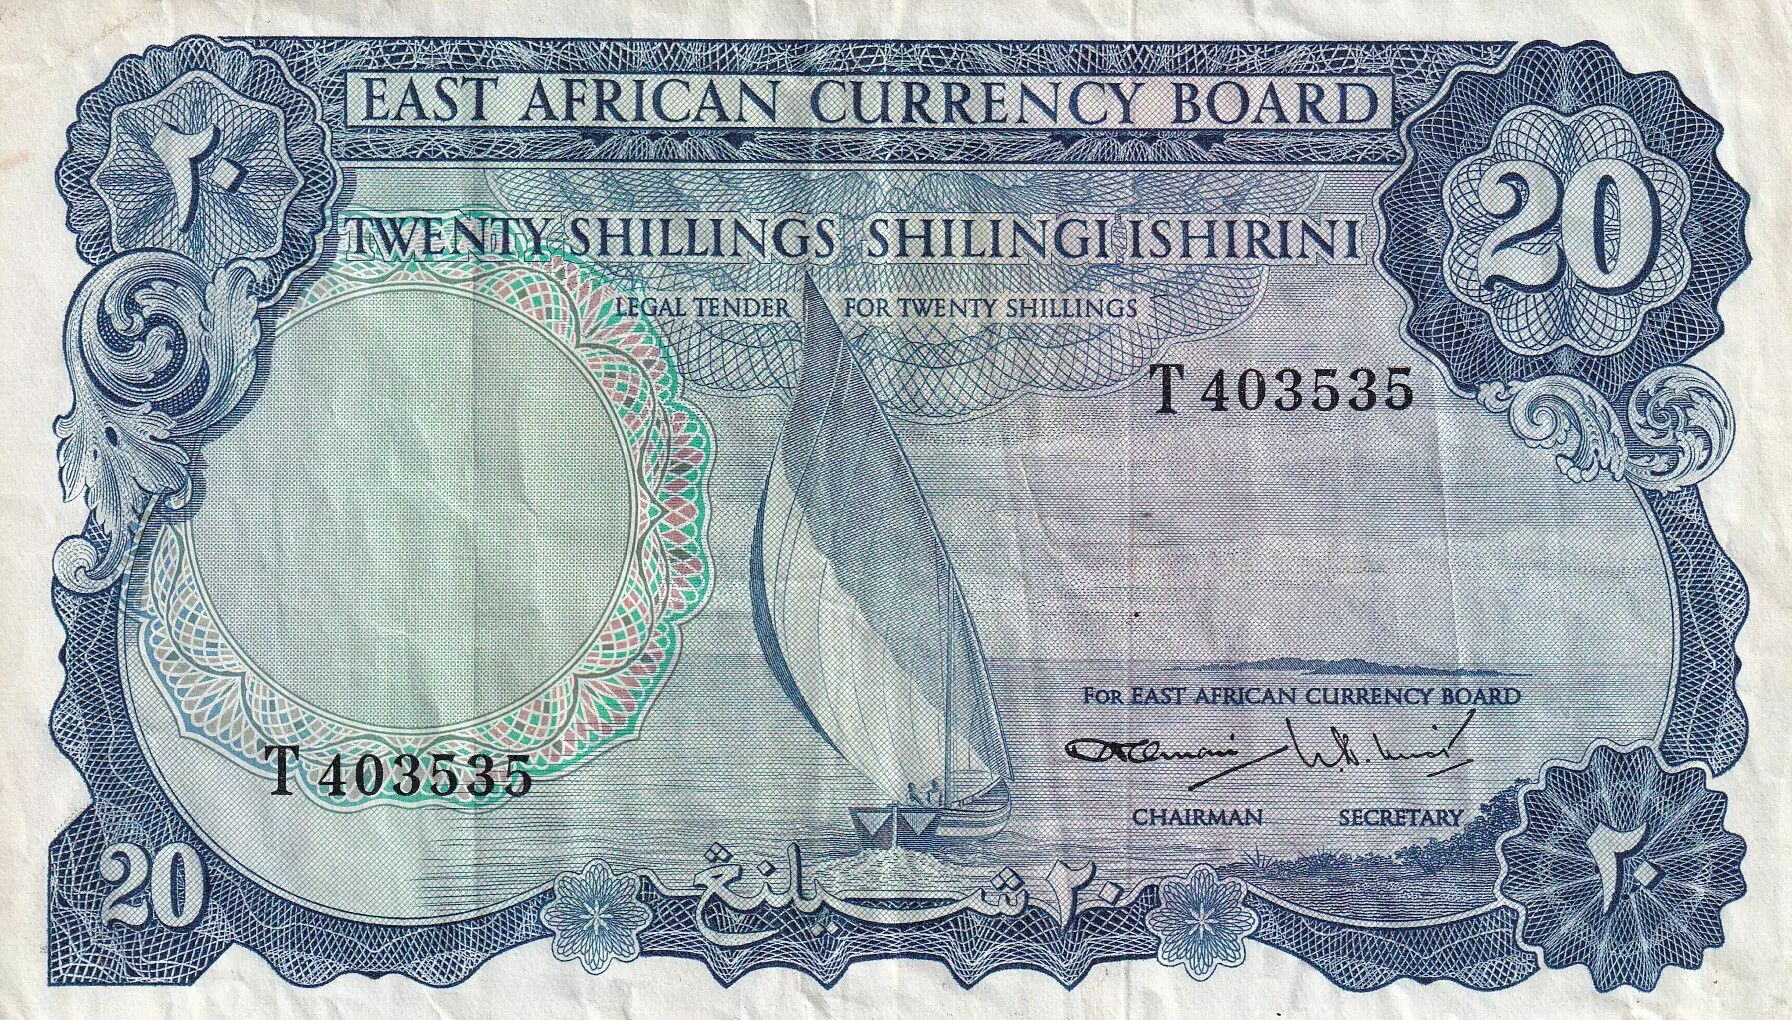 EAST AFRICAN CURRENCY BOARD
٢٠
20
TWENTY SHILLINGS SHILINGI ISHIRINI
LEGAL TENDER FOR TWENTY SHILLINGS
T 403535
FOR EAST AFRICAN CURRENCY BOARD
T 403535
CHAIRMAN SECRETARY
20
٢٠ شيلنغ
٢٠